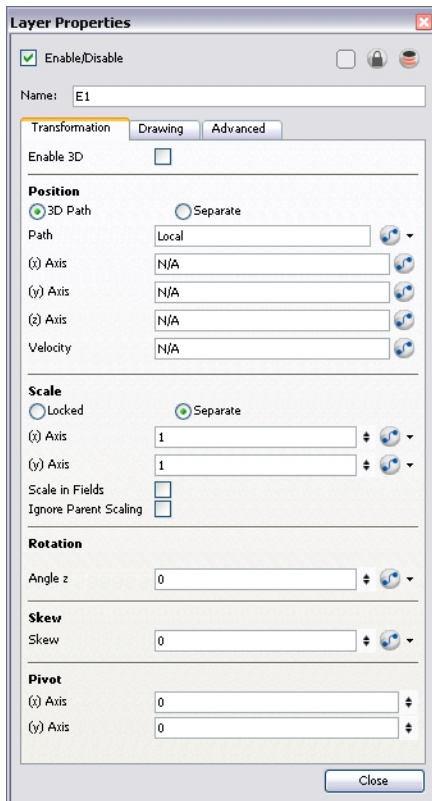 Layer Properties
Enable/Disable
Name: E1
Transformation Drawing Advanced
Enable 3D
Position
3D Path Separate
Path Local
(x) Axis N/A
(y) Axis N/A
(z) Axis N/A
Velocity N/A
Scale
Locked Separate
(x) Axis 1
(y) Axis 1
Scale in Fields
Ignore Parent Scaling
Rotation
Angle z 0
Skew
Skew 0
Pivot
(x) Axis 0
(y) Axis 0
Close